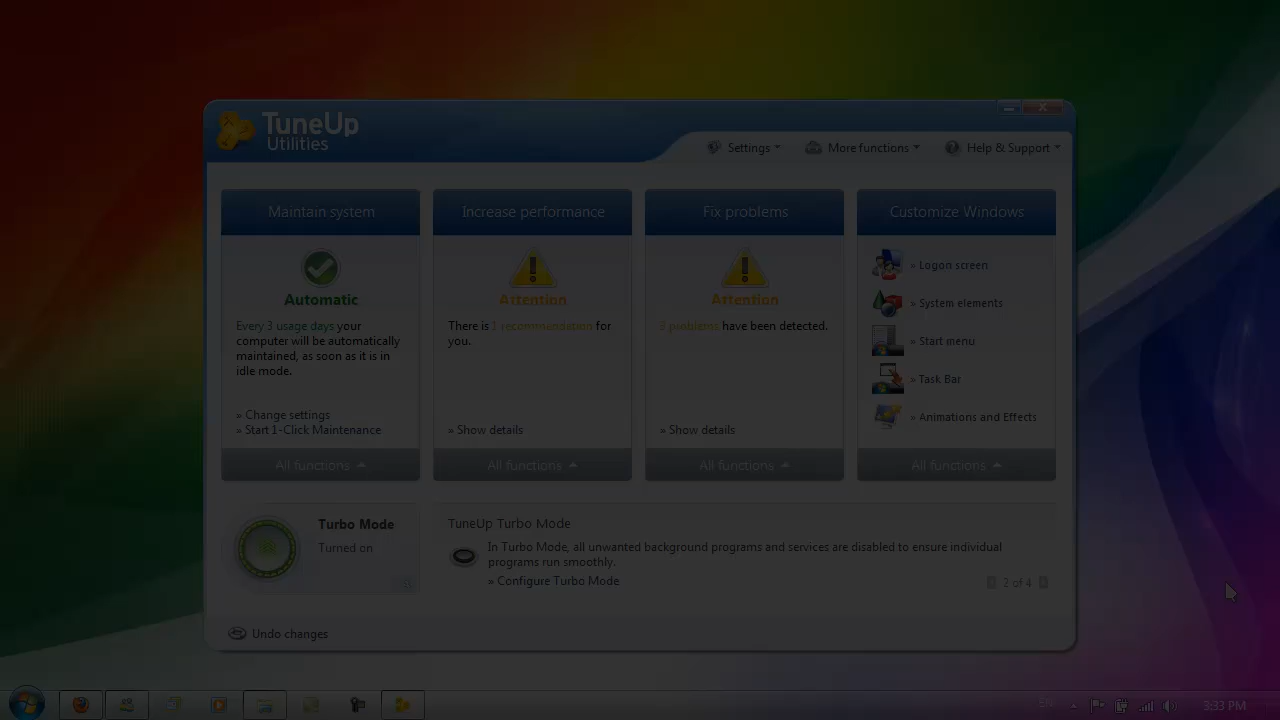 TuneUp
Utilities
Settings
More functions
Help & Support
Maintain system
Automatic
Every 3 usage days your
computer will be automatically
maintained, as soon as it is in
idle mode.
» Change settings
» Start 1-Click Maintenance
All functions
Increase performance
Attention
There is 1 recommendation for
you.
» Show details
All functions
Fix problems
Attention
3 problems have been detected.
» Show details
All functions
Customize Windows
» Logon screen
» System elements
» Start menu
» Task Bar
» Animations and Effects
All functions
Turbo Mode
Turned on
TuneUp Turbo Mode
In Turbo Mode, all unwanted background programs and services are disabled to ensure individual
programs run smoothly.
» Configure Turbo Mode
2 of 4
Undo changes
EN
3:33 PM